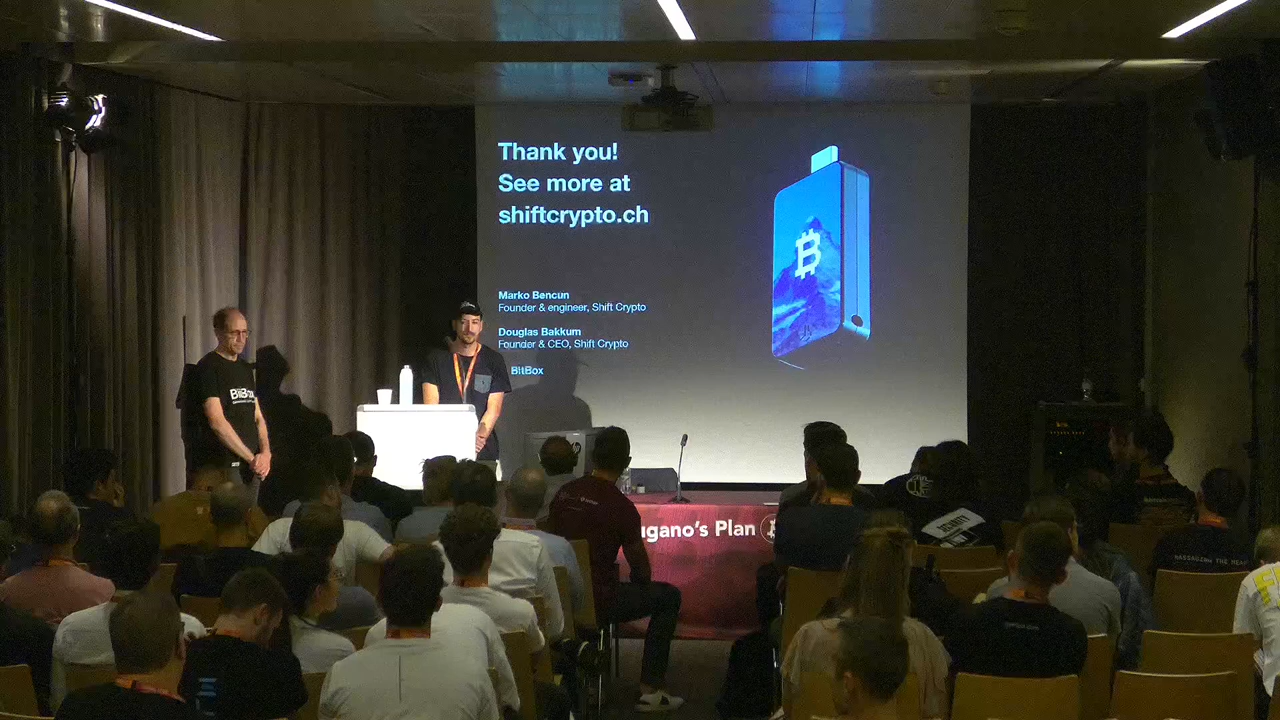 Thank you!
See more at
shiftcrypto.ch
Marko Bencun
Founder & engineer, Shift Crypto
Douglas Bakkum
Founder & CEO, Shift Crypto
BitBox
BitBox
ugano's Plan